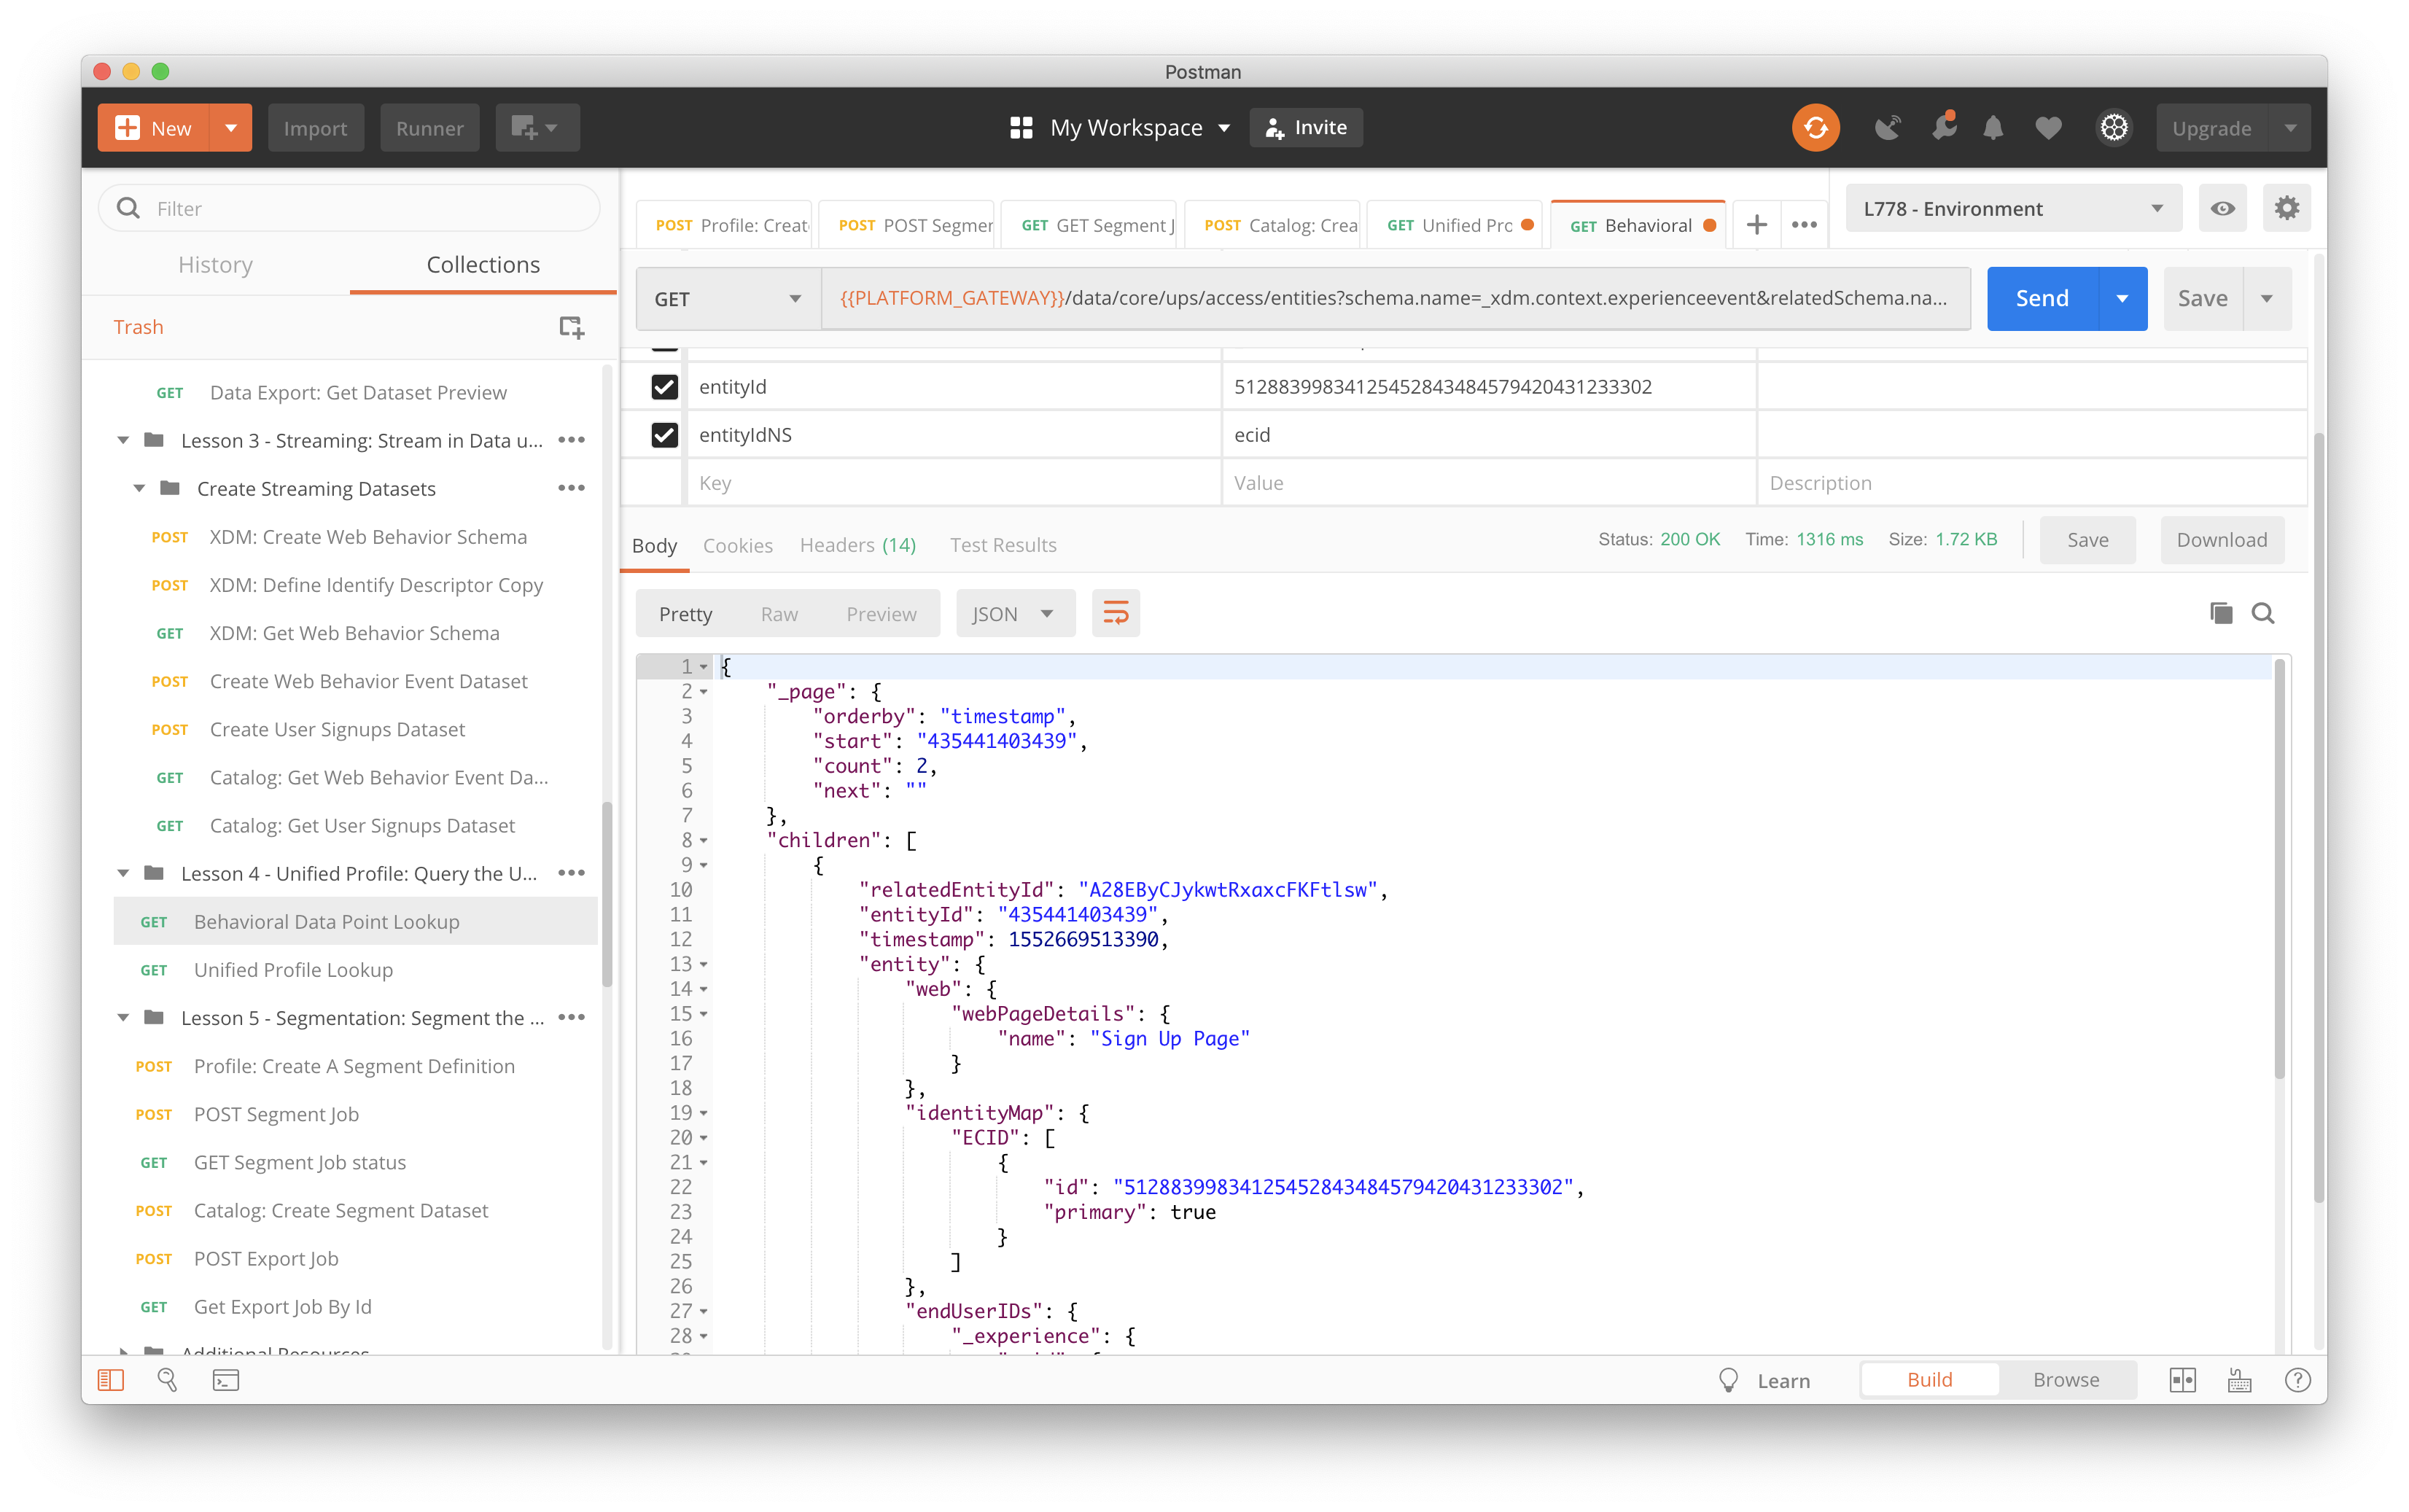 Postman
New
Import
Runner
My Workspace
Invite
Upgrade
Filter
History
Collections
Trash
GET Data Export: Get Dataset Preview
Lesson 3 - Streaming: Stream in Data u...
Create Streaming Datasets
POST XDM: Create Web Behavior Schema
POST XDM: Define Identify Descriptor Copy
GET XDM: Get Web Behavior Schema
POST Create Web Behavior Event Dataset
POST Create User Signups Dataset
GET Catalog: Get Web Behavior Event Da...
GET Catalog: Get User Signups Dataset
Lesson 4 - Unified Profile: Query the U...
GET Behavioral Data Point Lookup
GET Unified Profile Lookup
Lesson 5 - Segmentation: Segment the ...
POST Profile: Create A Segment Definition
POST POST Segment Job
GET GET Segment Job status
POST Catalog: Create Segment Dataset
POST POST Export Job
GET Get Export Job By Id
Additional Resources
POST Profile: Creat
POST POST Segmer
GET GET Segment J
POST Catalog: Crea
GET Unified Pro
GET Behavioral
L778 - Environment
GET
{{PLATFORM_GATEWAY}}/data/core/ups/access/entities?schema.name=_xdm.context.experienceevent&relatedSchema.na...
Send
Save
entityId 51288399834125452843484579420431233302
entityIdNS ecid
Key Value Description
Body Cookies Headers (14) Test Results
Status: 200 OK Time: 1316 ms Size: 1.72 KB
Save
Download
Pretty Raw Preview JSON
1 {
2 "_page": {
3 "orderby": "timestamp",
4 "start": "435441403439",
5 "count": 2,
6 "next": ""
7 },
8 "children": [
9 {
10 "relatedEntityId": "A28EByCJykwtRxaxcFKFtlsw",
11 "entityId": "435441403439",
12 "timestamp": 1552669513390,
13 "entity": {
14 "web": {
15 "webPageDetails": {
16 "name": "Sign Up Page"
17 }
18 },
19 "identityMap": {
20 "ECID": [
21 {
22 "id": "51288399834125452843484579420431233302",
23 "primary": true
24 }
25 ]
26 },
27 "endUserIDs": {
28 "_experience": {
Learn
Build
Browse